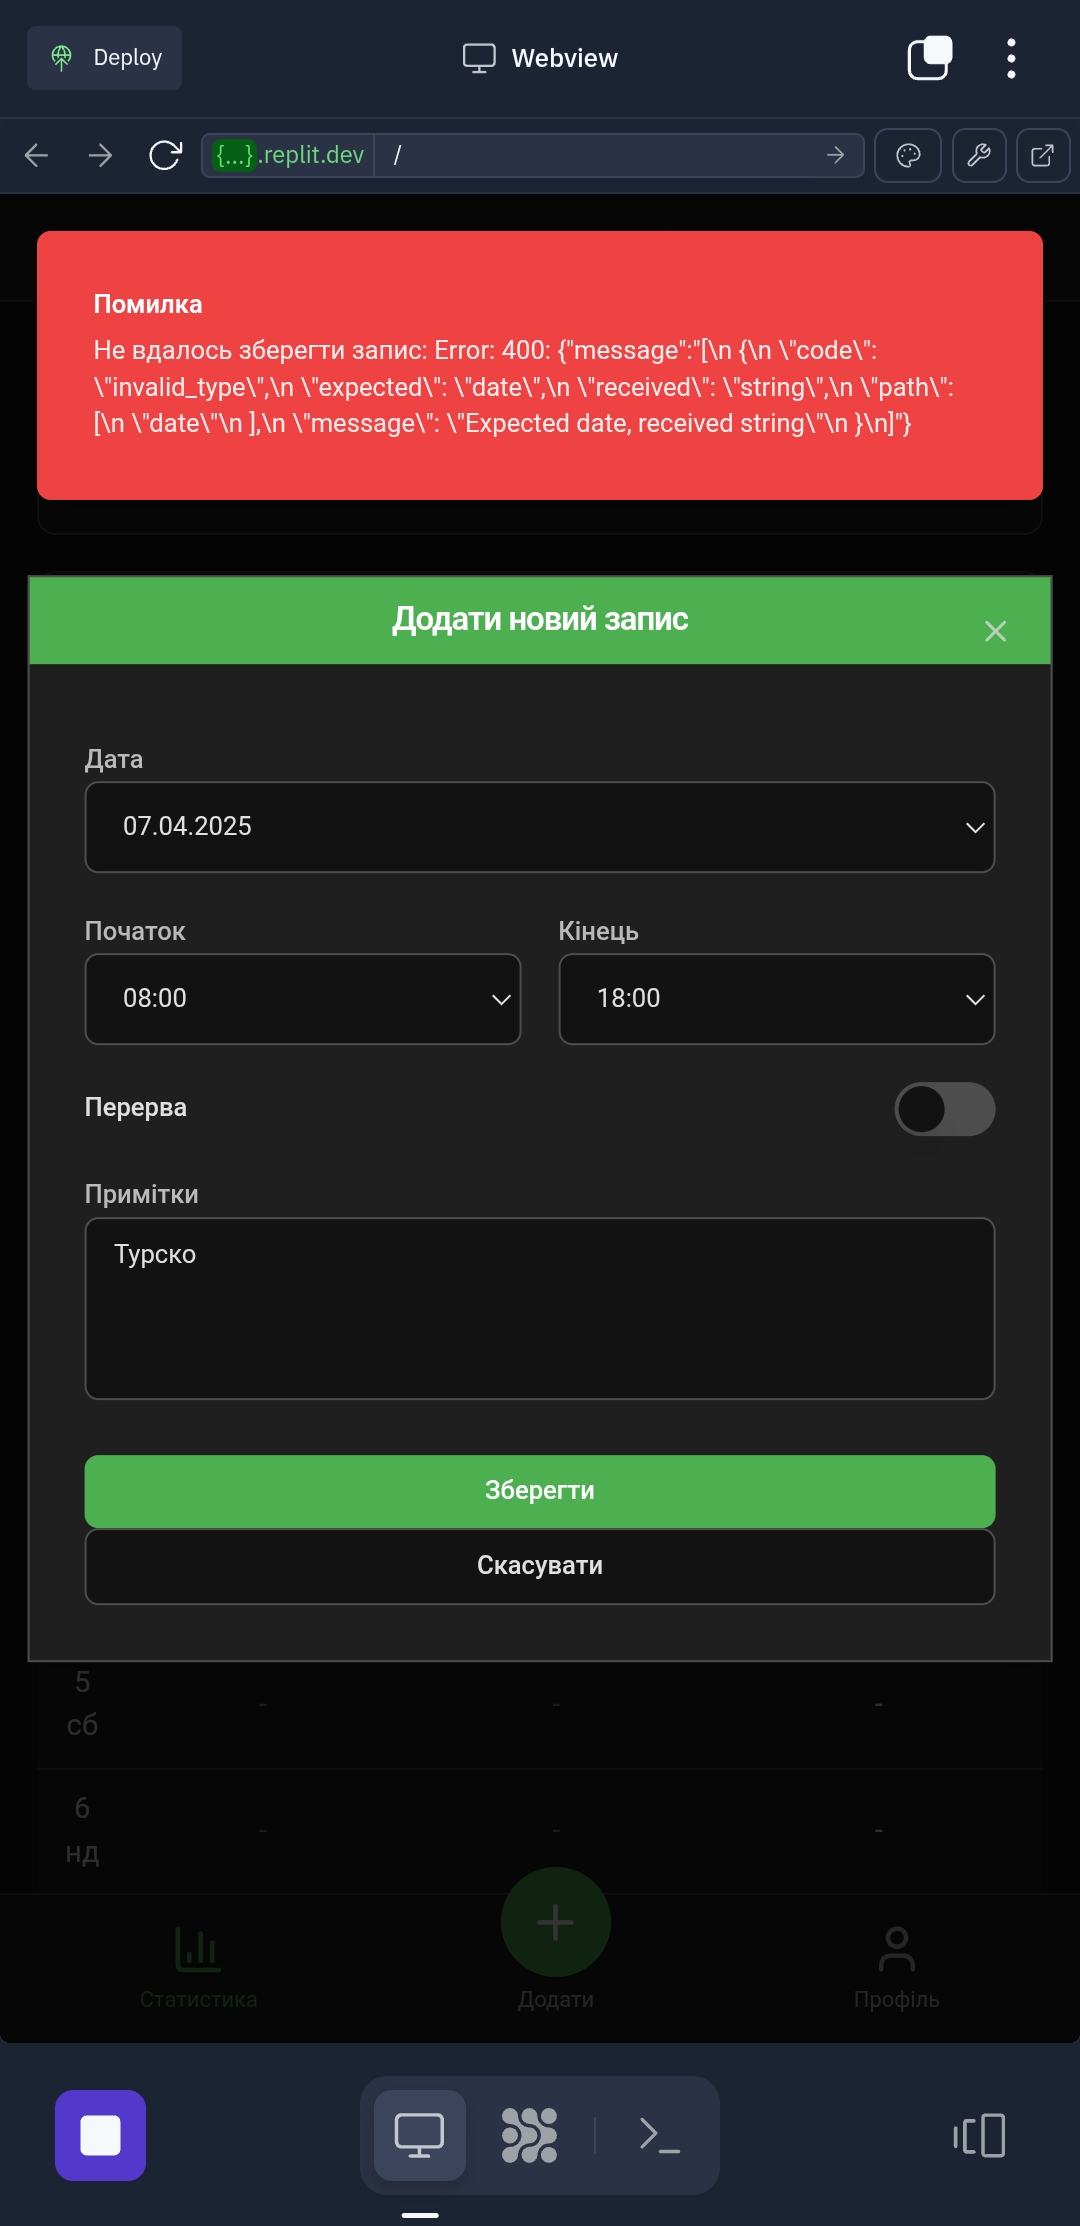 Deploy
Webview
{...}.replit.dev /
Помилка
Не вдалось зберегти запис: Error: 400: {"message":"[\n {\n \"code\":
\"invalid_type\",\n \"expected\": \"date\",\n \"received\": \"string\",\n \"path\":
[\n \"date\"\n ],\n \"message\": \"Expected date, received string\"\n }\n]"}
Додати новий запис
Дата
07.04.2025
Початок
Кінець
08:00
18:00
Перерва
Примітки
Турско
Зберегти
Скасувати
5
- - -
сб
6
- - -
нд
Статистика
Додати
Профіль